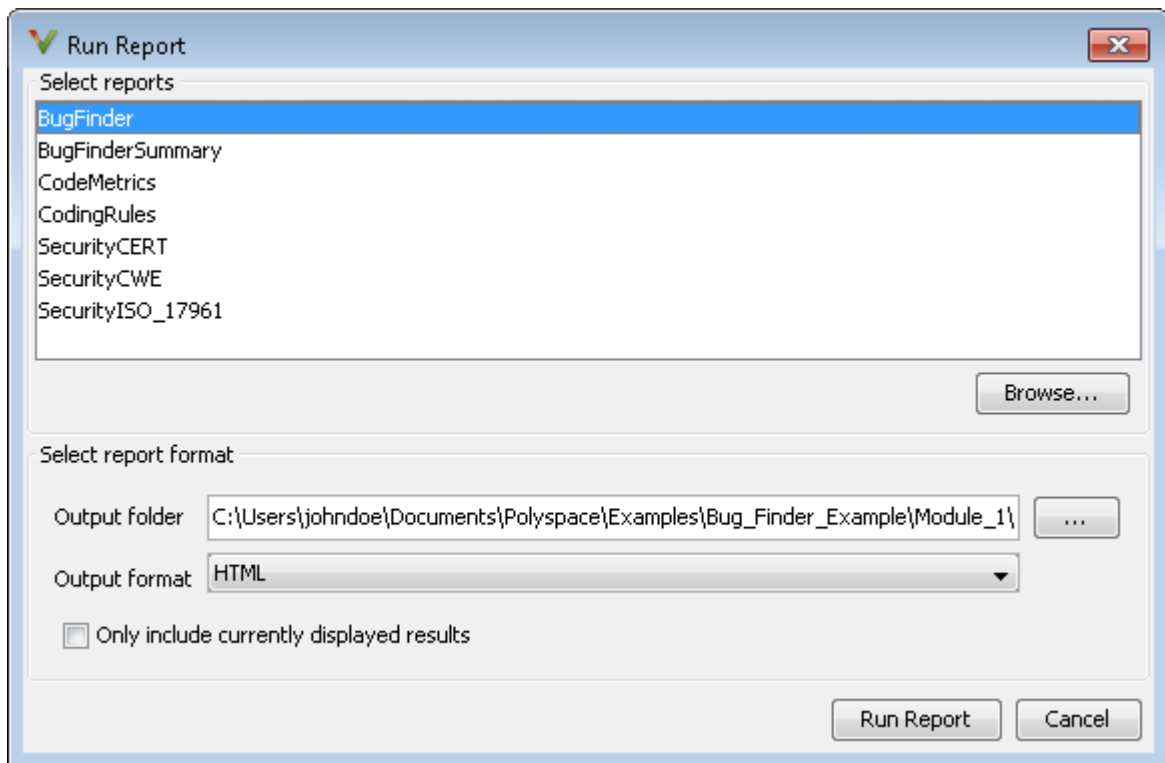 Run Report
Select reports
BugFinder
BugFinderSummary
CodeMetrics
CodingRules
SecurityCERT
SecurityCWE
SecurityISO_17961
Browse...
Select report format
Output folder C:\Users\johndoe\Documents\Polyspace\Examples\Bug_Finder_Example\Module_1\ ...
Output format HTML
Only include currently displayed results
Run Report Cancel